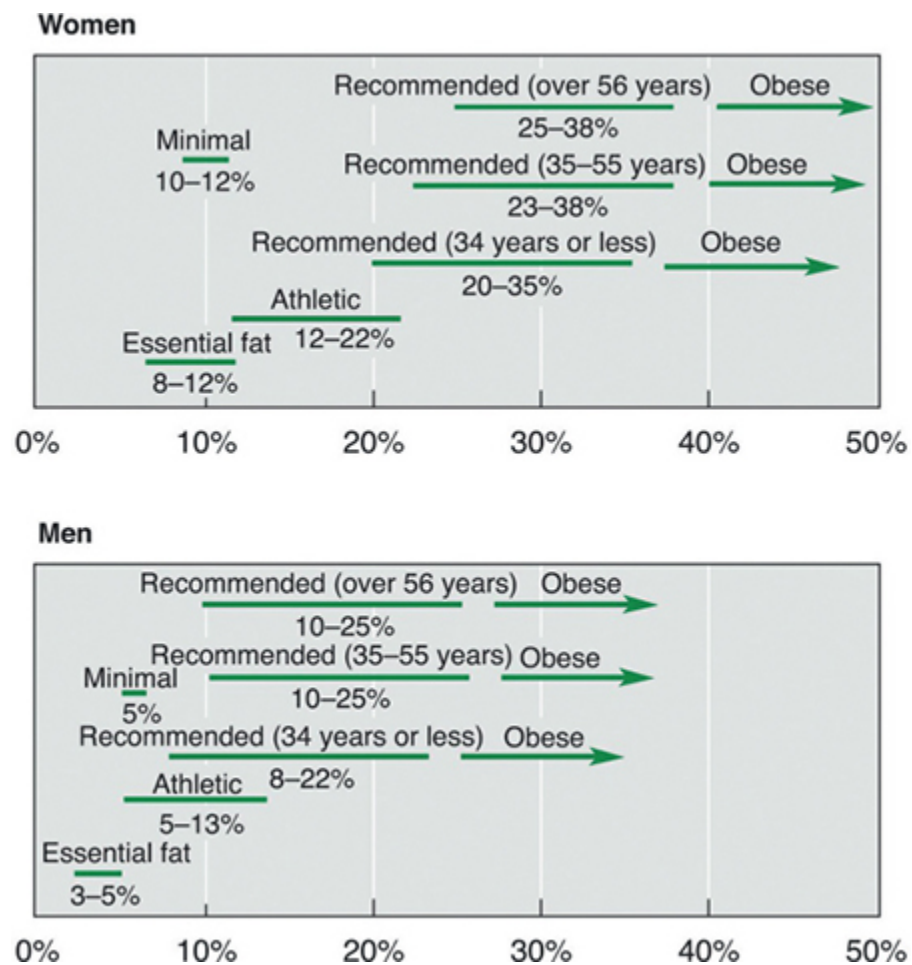 Women
Recommended (over 56 years) Obese
25–38%
Minimal
10–12%
Recommended (35–55 years) Obese
23–38%
Recommended (34 years or less) Obese
20–35%
Athletic
12–22%
Essential fat
8–12%
0% 10% 20% 30% 40% 50%
Men
Recommended (over 56 years) Obese
10–25%
Recommended (35–55 years) Obese
10–25%
Minimal
5%
Recommended (34 years or less) Obese
8–22%
Athletic
5–13%
Essential fat
3–5%
0% 10% 20% 30% 40% 50%